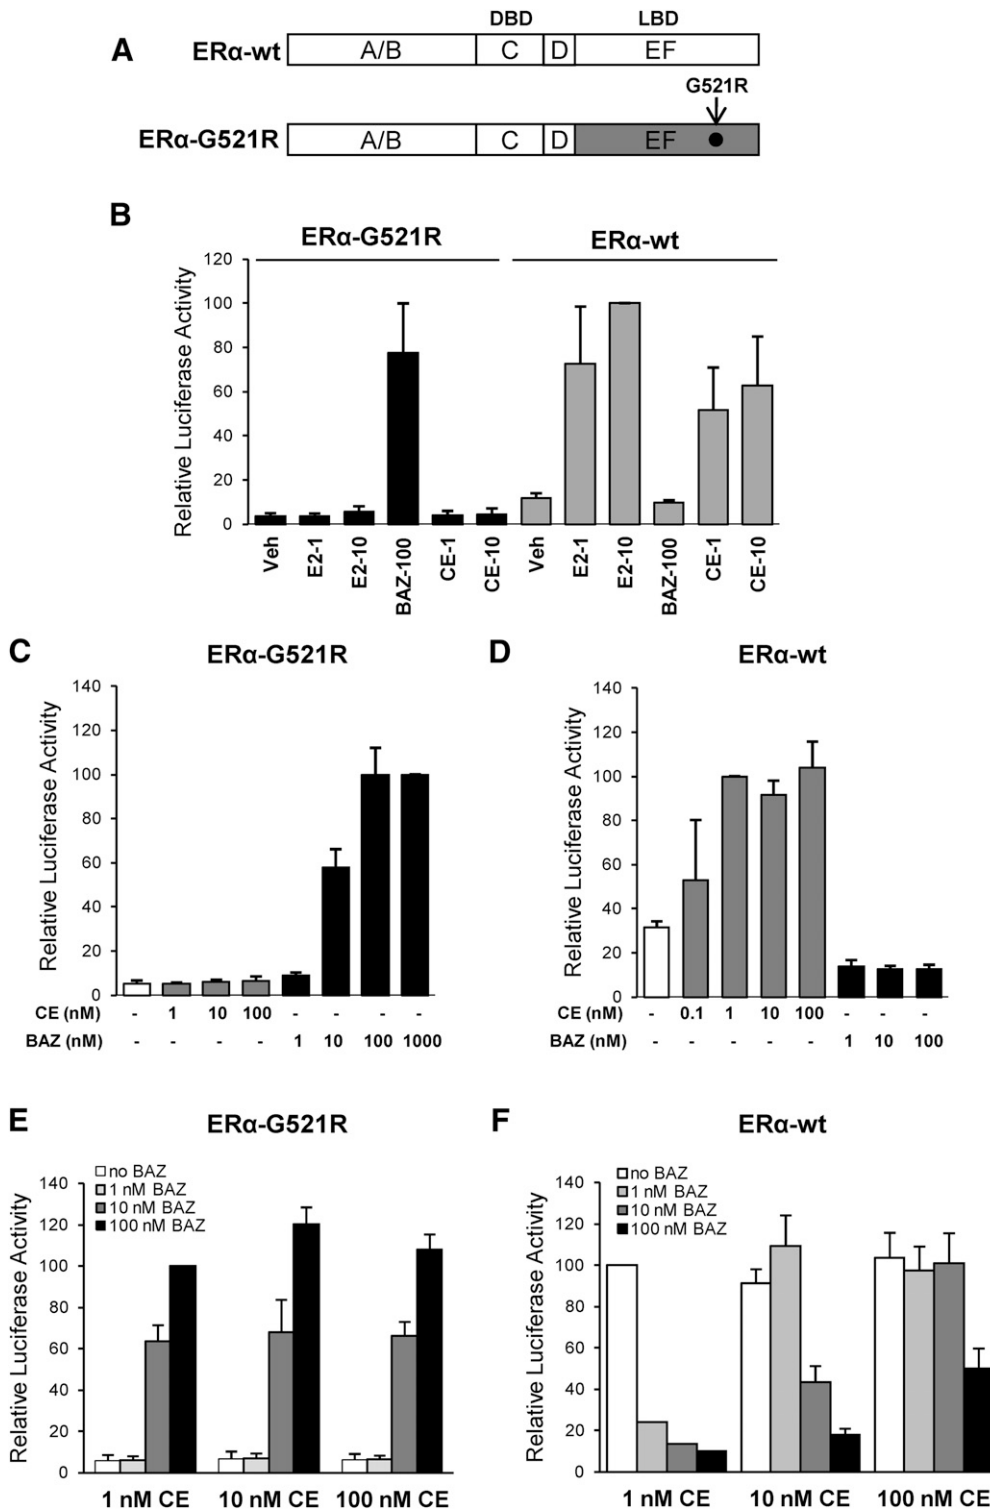 A
DBD
LBD
ERα-wt
A/B
C
D
EF
G521R
ERα-G521R
A/B
C
D
EF
B
ERα-G521R
ERα-wt
Relative Luciferase Activity
120
100
80
60
40
20
0
Veh
E2-1
E2-10
BAZ-100
CE-1
CE-10
Veh
E2-1
E2-10
BAZ-100
CE-1
CE-10
C
ERα-G521R
Relative Luciferase Activity
140
120
100
80
60
40
20
0
CE (nM) - 1 10 100 - - - -
BAZ (nM) - - - - 1 10 100 1000
D
ERα-wt
Relative Luciferase Activity
140
120
100
80
60
40
20
0
CE (nM) - 0.1 1 10 100 - - -
BAZ (nM) - - - - - 1 10 100
E
ERα-G521R
Relative Luciferase Activity
140
120
100
80
60
40
20
0
no BAZ
1 nM BAZ
10 nM BAZ
100 nM BAZ
1 nM CE
10 nM CE
100 nM CE
F
ERα-wt
Relative Luciferase Activity
140
120
100
80
60
40
20
0
no BAZ
1 nM BAZ
10 nM BAZ
100 nM BAZ
1 nM CE
10 nM CE
100 nM CE